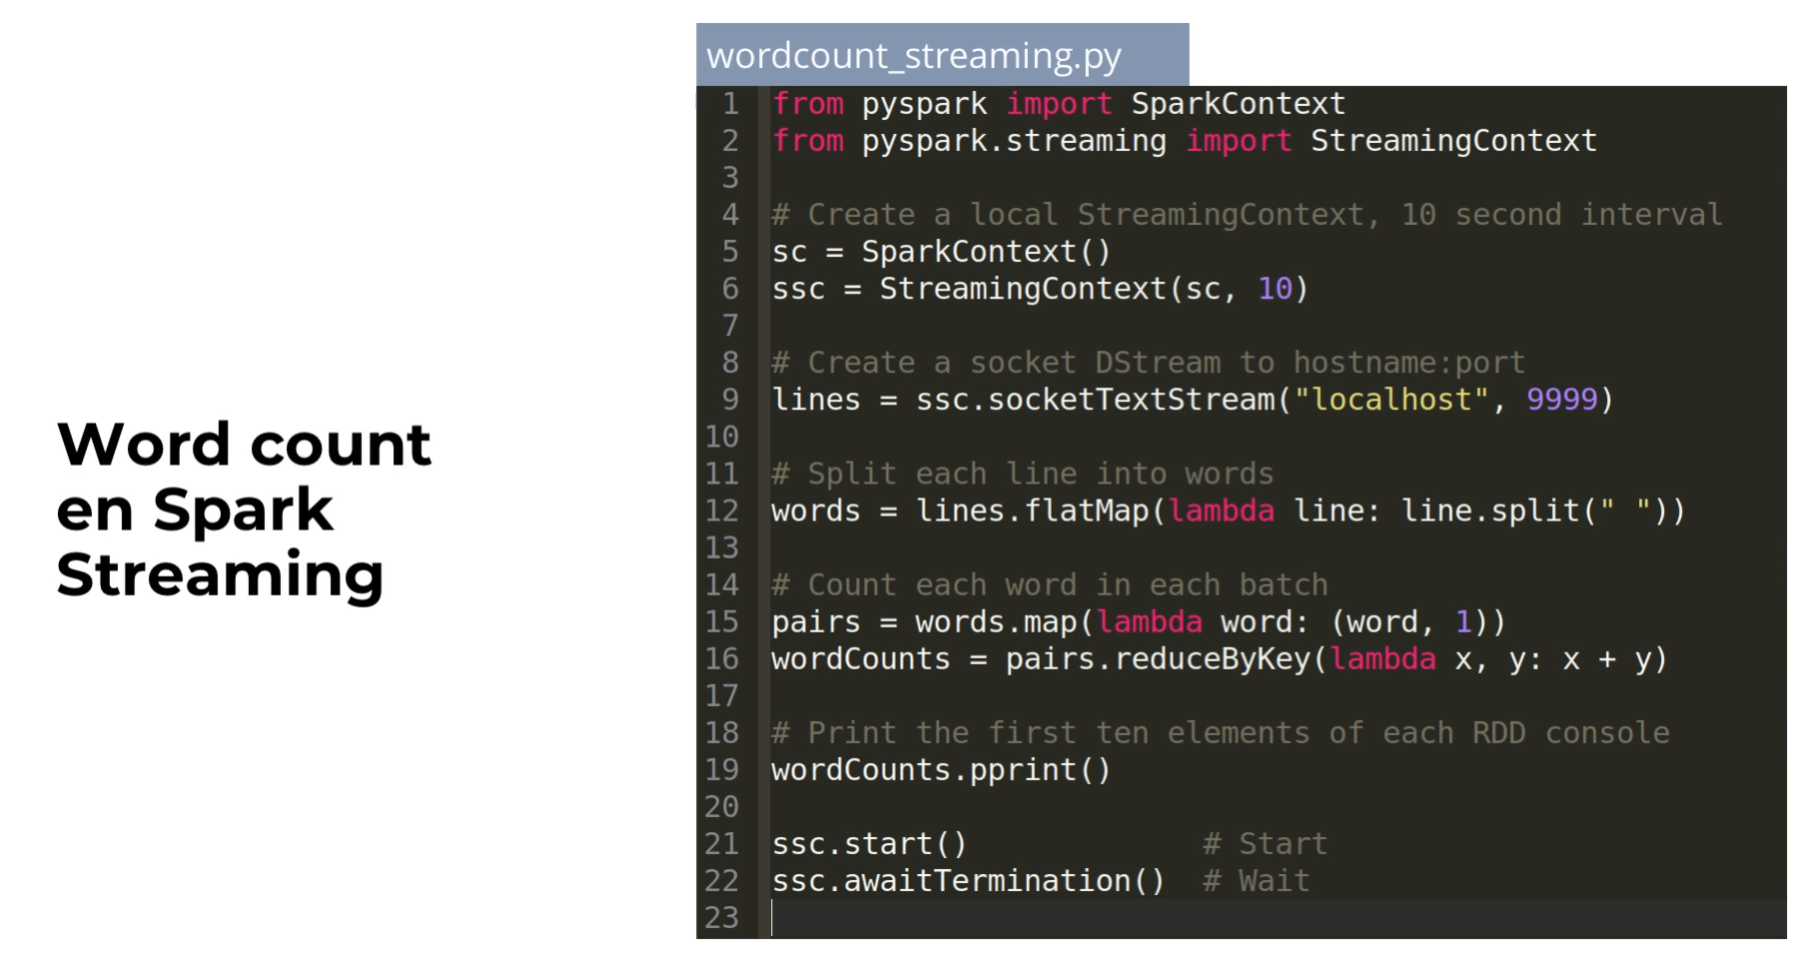 Word count
en Spark
Streaming
wordcount_streaming.py
1 from pyspark import SparkContext
2 from pyspark.streaming import StreamingContext
3
4 # Create a local StreamingContext, 10 second interval
5 sc = SparkContext()
6 ssc = StreamingContext(sc, 10)
7
8 # Create a socket DStream to hostname:port
9 lines = ssc.socketTextStream("localhost", 9999)
10
11 # Split each line into words
12 words = lines.flatMap(lambda line: line.split(" "))
13
14 # Count each word in each batch
15 pairs = words.map(lambda word: (word, 1))
16 wordCounts = pairs.reduceByKey(lambda x, y: x + y)
17
18 # Print the first ten elements of each RDD console
19 wordCounts.pprint()
20
21 ssc.start()             # Start
22 ssc.awaitTermination()  # Wait
23